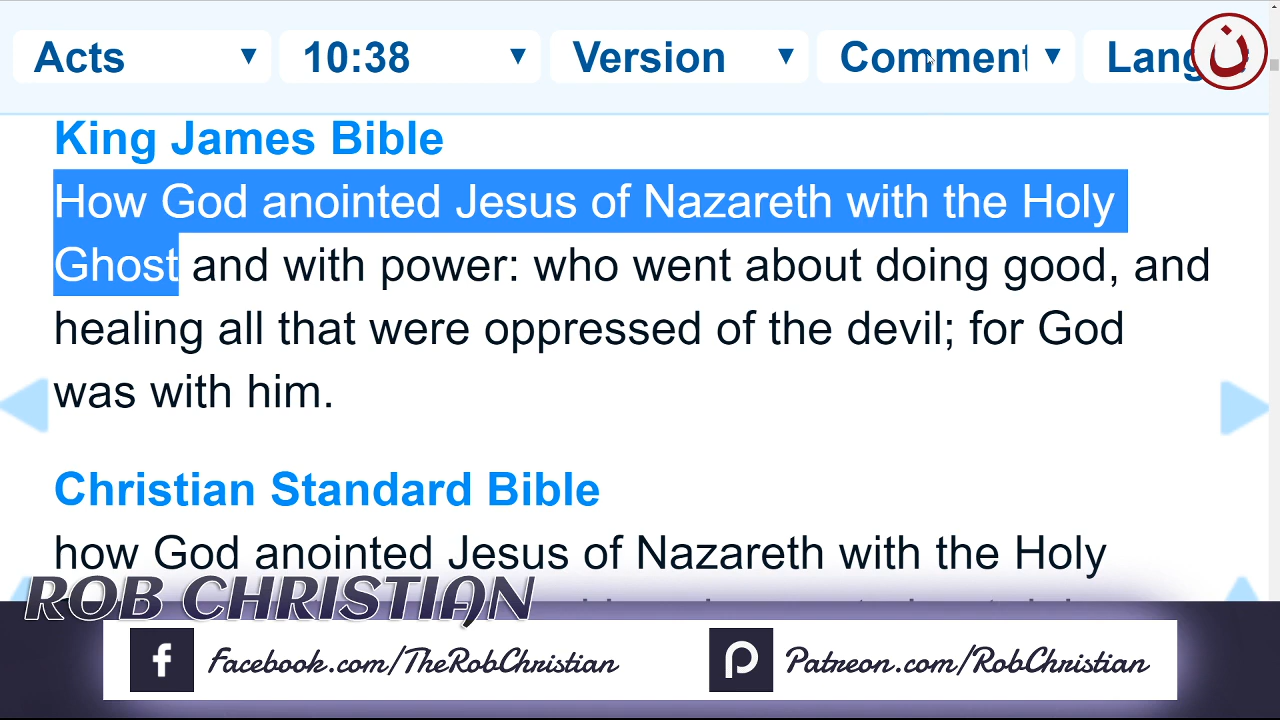 Acts
10:38
Version
Comment
Lang
ن
King James Bible
How God anointed Jesus of Nazareth with the Holy
Ghost and with power: who went about doing good, and
healing all that were oppressed of the devil; for God
was with him.
Christian Standard Bible
how God anointed Jesus of Nazareth with the Holy
ROB CHRISTIAN
Facebook.com/TheRobChristian
Patreon.com/RobChristian